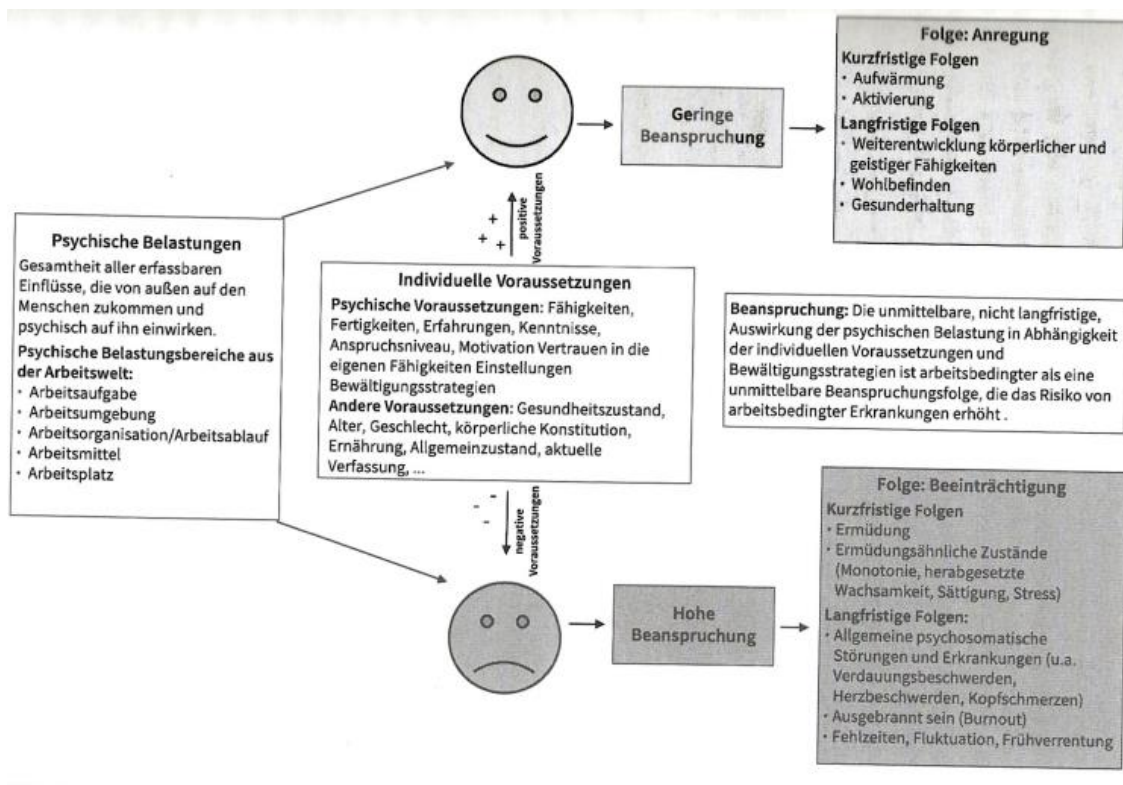 Folge: Anregung
Kurzfristige Folgen
· Aufwärmung
· Aktivierung
Langfristige Folgen
· Weiterentwicklung körperlicher und
geistiger Fähigkeiten
· Wohlbefinden
· Gesunderhaltung
Geringe
Beanspruchung
+ + +
positive
Voraussetzungen
Psychische Belastungen
Gesamtheit aller erfassbaren
Einflüsse, die von außen auf den
Menschen zukommen und
psychisch auf ihn einwirken.
Psychische Belastungsbereiche aus
der Arbeitswelt:
· Arbeitsaufgabe
· Arbeitsumgebung
· Arbeitsorganisation/Arbeitsablauf
· Arbeitsmittel
· Arbeitsplatz
Individuelle Voraussetzungen
Psychische Voraussetzungen: Fähigkeiten,
Fertigkeiten, Erfahrungen, Kenntnisse,
Anspruchsniveau, Motivation Vertrauen in die
eigenen Fähigkeiten Einstellungen
Bewältigungsstrategien
Andere Voraussetzungen: Gesundheitszustand,
Alter, Geschlecht, körperliche Konstitution,
Ernährung, Allgemeinzustand, aktuelle
Verfassung, ...
Beanspruchung: Die unmittelbare, nicht langfristige,
Auswirkung der psychischen Belastung in Abhängigkeit
der individuellen Voraussetzungen und
Bewältigungsstrategien ist arbeitsbedingter als eine
unmittelbare Beanspruchungsfolge, die das Risiko von
arbeitsbedingter Erkrankungen erhöht .
- - -
negative
Voraussetzungen
Hohe
Beanspruchung
Folge: Beeinträchtigung
Kurzfristige Folgen
· Ermüdung
· Ermüdungsähnliche Zustände
(Monotonie, herabgesetzte
Wachsamkeit, Sättigung, Stress)
Langfristige Folgen:
· Allgemeine psychosomatische
Störungen und Erkrankungen (u.a.
Verdauungsbeschwerden,
Herzbeschwerden, Kopfschmerzen)
· Ausgebrannt sein (Burnout)
· Fehlzeiten, Fluktuation, Frühverrentung